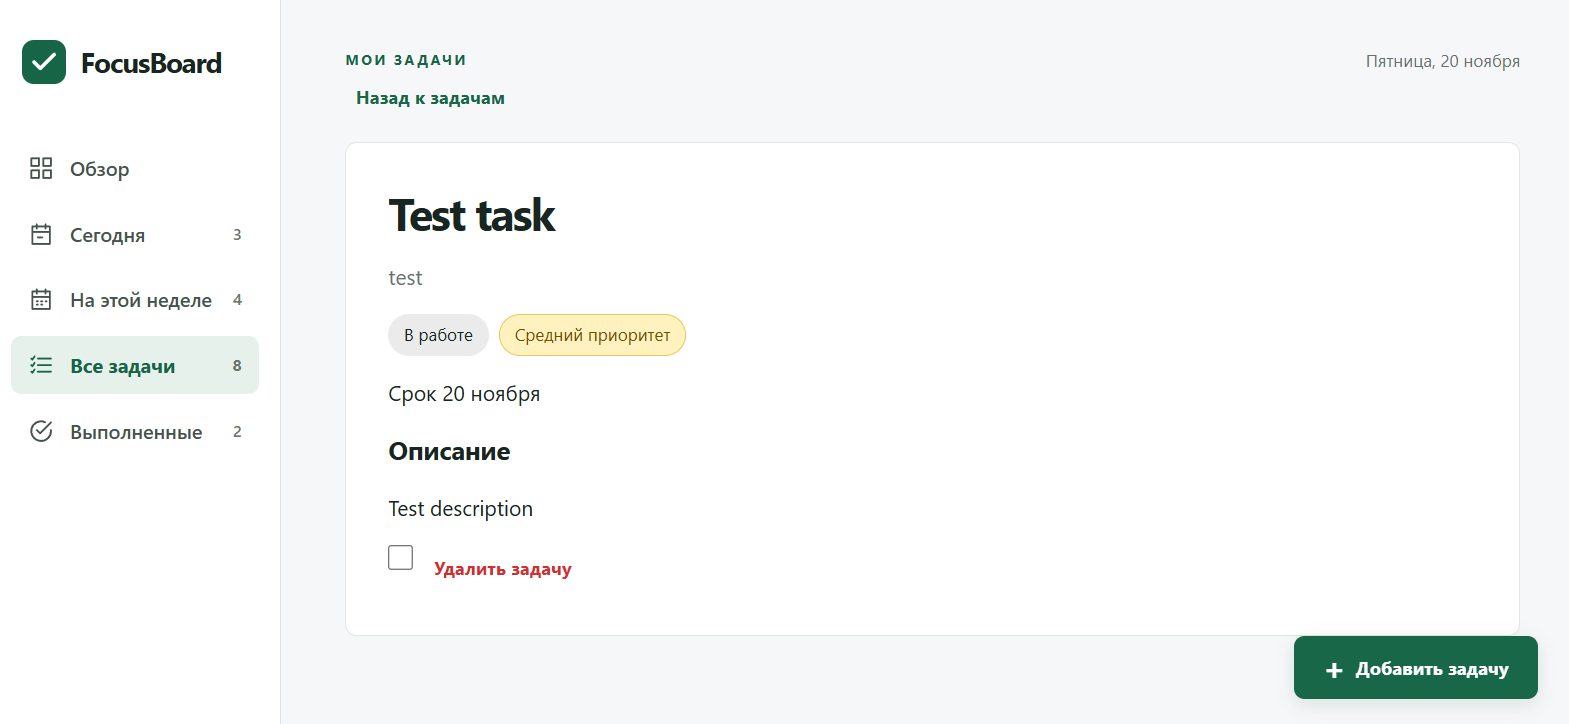 FocusBoard
Обзор
Сегодня 3
На этой неделе 4
Все задачи 8
Выполненные 2
МОИ ЗАДАЧИ
Пятница, 20 ноября
Назад к задачам
Test task
test
В работе Средний приоритет
Срок 20 ноября
Описание
Test description
Удалить задачу
+ Добавить задачу